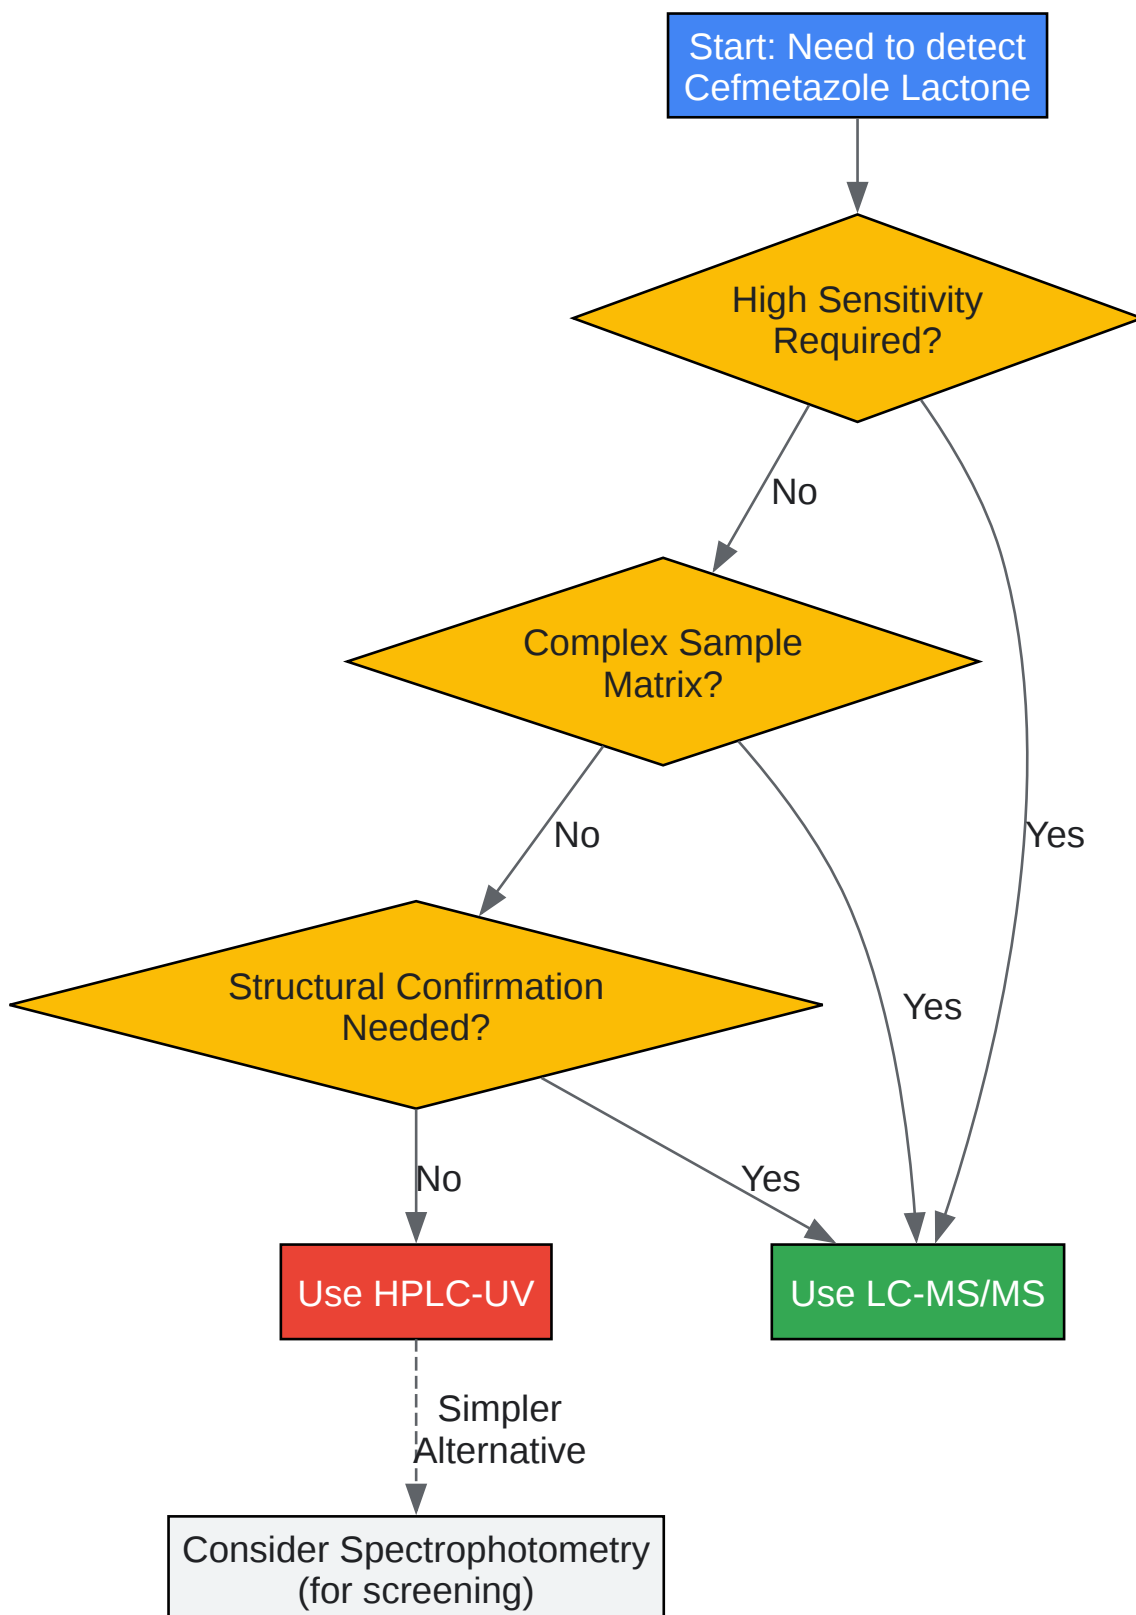 Start: Need to detect
Cefmetazole Lactone
High Sensitivity
Required?
No
Complex Sample
Matrix?
No
Yes
Structural Confirmation
Needed?
Yes
No
Yes
Use HPLC-UV
Use LC-MS/MS
Simpler
Alternative
Consider Spectrophotometry
(for screening)